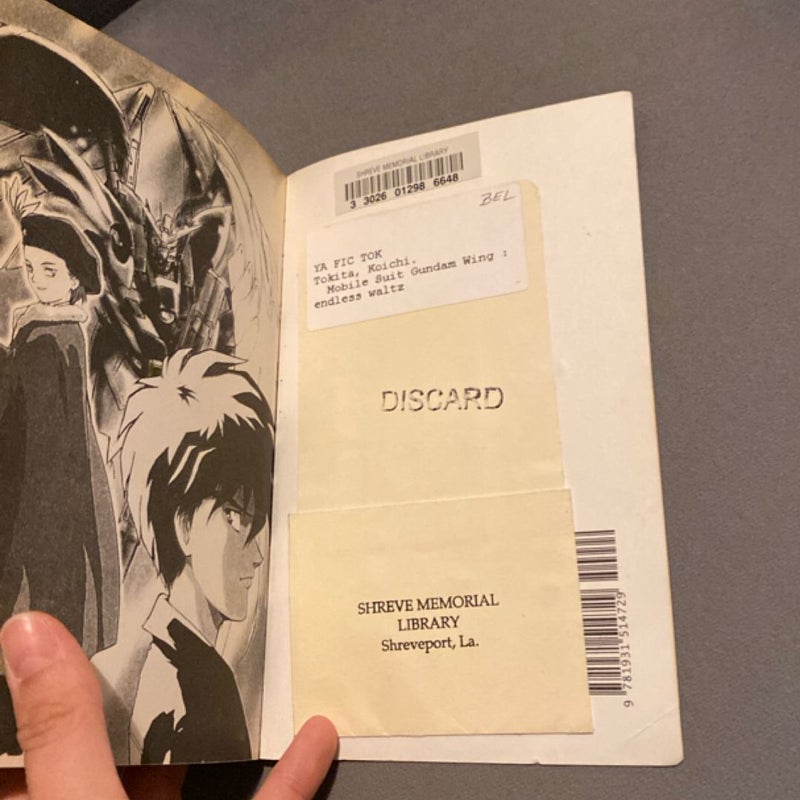 SHREVE MEMORIAL LIBRARY
3 3026 01298 6648
BEL
YA FIC TOK
Tokita, Koichi.
Mobile Suit Gundam Wing :
endless waltz
DISCARD
SHREVE MEMORIAL
LIBRARY
Shreveport, La.
9 781931 514729